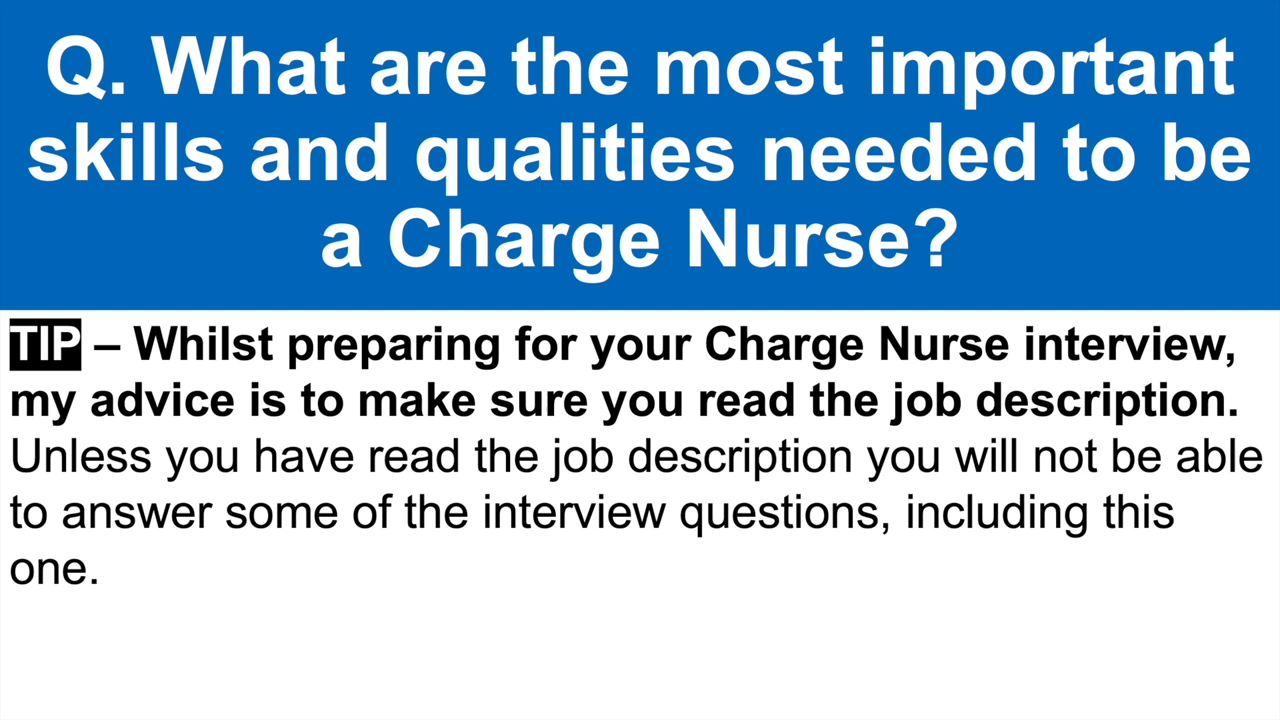 Q. What are the most important
skills and qualities needed to be
a Charge Nurse?
TIP – Whilst preparing for your Charge Nurse interview,
my advice is to make sure you read the job description.
Unless you have read the job description you will not be able
to answer some of the interview questions, including this
one.